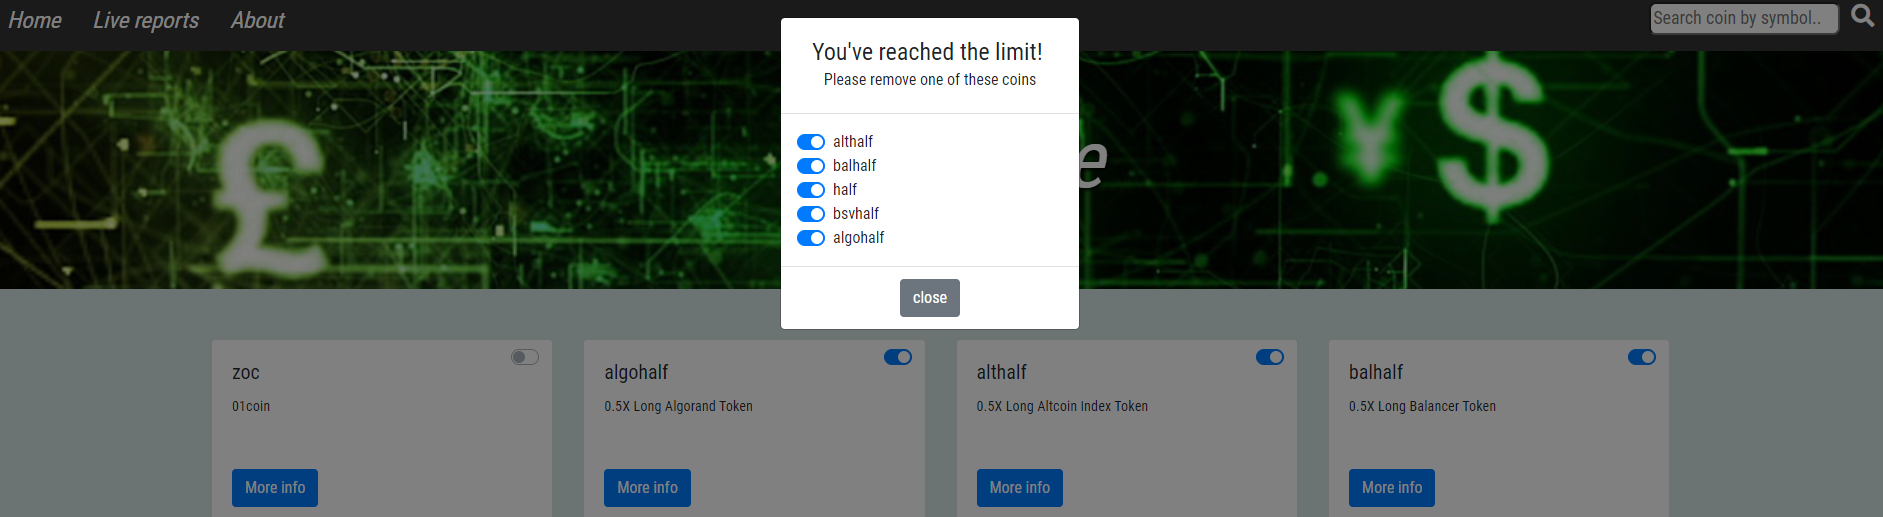 Home Live reports About
Search coin by symbol..
You've reached the limit!
Please remove one of these coins
althalf
balhalf
half
bsvhalf
algohalf
close
£ ¥ $
zoc
01coin
More info
algohalf
0.5X Long Algorand Token
More info
althalf
0.5X Long Altcoin Index Token
More info
balhalf
0.5X Long Balancer Token
More info